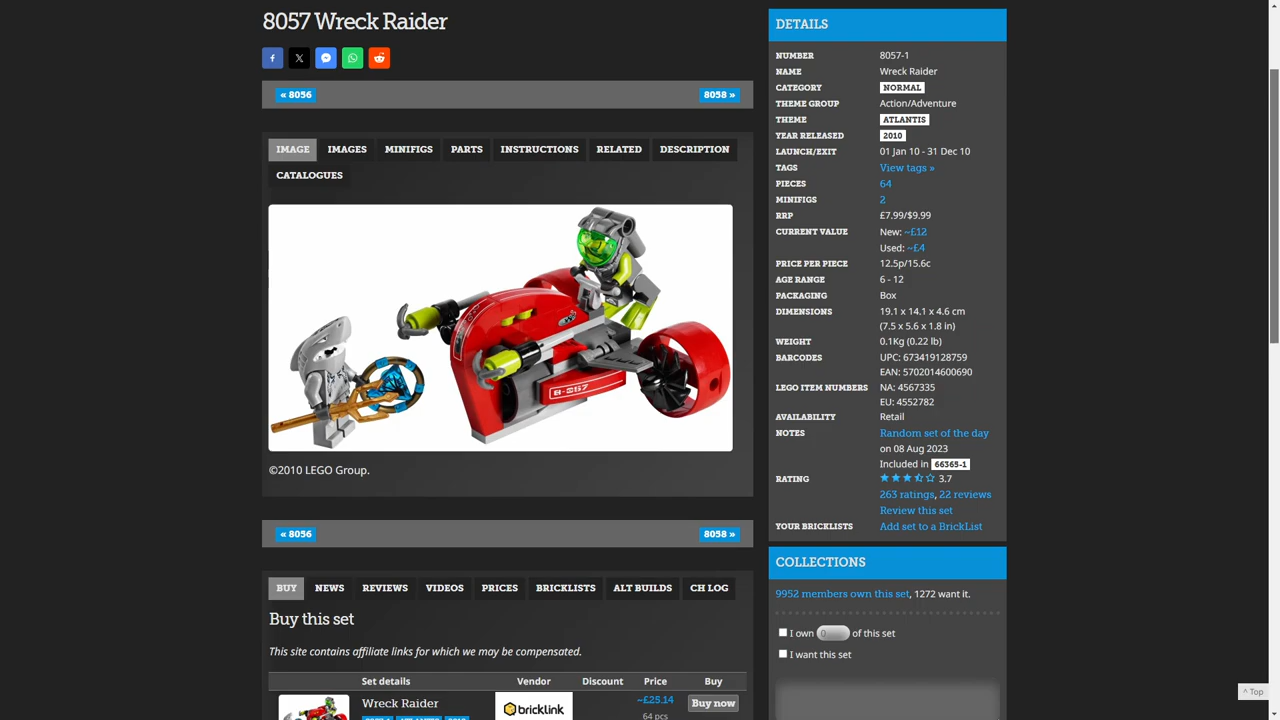 8057 Wreck Raider
« 8056
8058 »
IMAGE
IMAGES
MINIFIGS
PARTS
INSTRUCTIONS
RELATED
DESCRIPTION
CATALOGUES
8-057
©2010 LEGO Group.
« 8056
8058 »
BUY
NEWS
REVIEWS
VIDEOS
PRICES
BRICKLISTS
ALT BUILDS
CH LOG
Buy this set
This site contains affiliate links for which we may be compensated.
Set details Vendor Discount Price Buy
Wreck Raider
bricklink
~£25.14
Buy now
8057-1 ATLANTIS 2010
64 pcs
DETAILS
NUMBER 8057-1
NAME Wreck Raider
CATEGORY NORMAL
THEME GROUP Action/Adventure
THEME ATLANTIS
YEAR RELEASED 2010
LAUNCH/EXIT 01 Jan 10 - 31 Dec 10
TAGS View tags »
PIECES 64
MINIFIGS 2
RRP £7.99/$9.99
CURRENT VALUE New: ~£12
Used: ~£4
PRICE PER PIECE 12.5p/15.6c
AGE RANGE 6 - 12
PACKAGING Box
DIMENSIONS 19.1 x 14.1 x 4.6 cm
(7.5 x 5.6 x 1.8 in)
WEIGHT 0.1Kg (0.22 lb)
BARCODES UPC: 673419128759
EAN: 5702014600690
LEGO ITEM NUMBERS NA: 4567335
EU: 4552782
AVAILABILITY Retail
NOTES Random set of the day
on 08 Aug 2023
Included in 66365-1
RATING 3.7
263 ratings, 22 reviews
Review this set
YOUR BRICKLISTS Add set to a BrickList
COLLECTIONS
9952 members own this set, 1272 want it.
I own 0 of this set
I want this set
^ Top